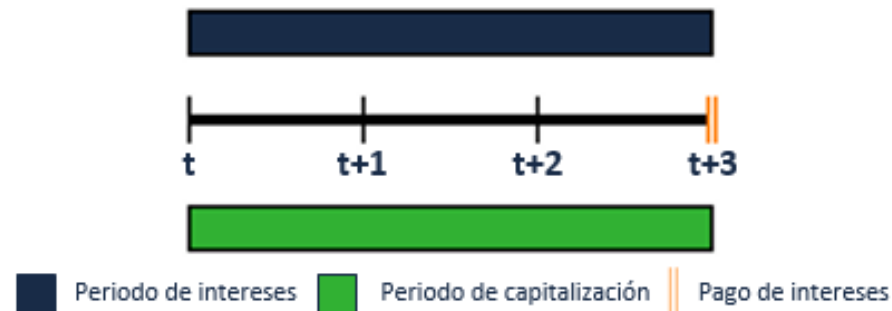 t t+1 t+2 t+3
Periodo de intereses Periodo de capitalización Pago de intereses